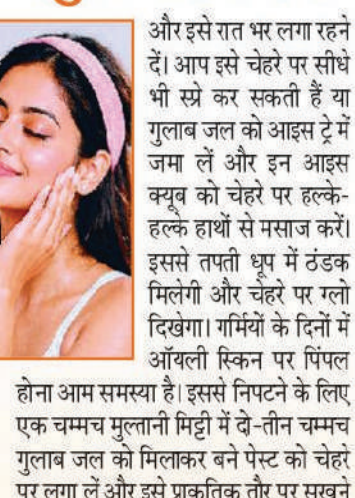 और इसे रात भर लगा रहने
दें। आप इसे चेहरे पर सीधे
भी स्प्रे कर सकती हैं या
गुलाब जल को आइस ट्रे में
जमा लें और इन आइस
क्यूब को चेहरे पर हल्के-
हल्के हाथों से मसाज करें।
इससे तपती धूप में ठंडक
मिलेगी और चेहरे पर ग्लो
दिखेगा। गर्मियों के दिनों में
ऑयली स्किन पर पिंपल
होना आम समस्या है। इससे निपटने के लिए
एक चम्मच मुल्तानी मिट्टी में दो-तीन चम्मच
गुलाब जल को मिलाकर बने पेस्ट को चेहरे
पर लगा लें और इसे प्राकृतिक तौर पर सूखने